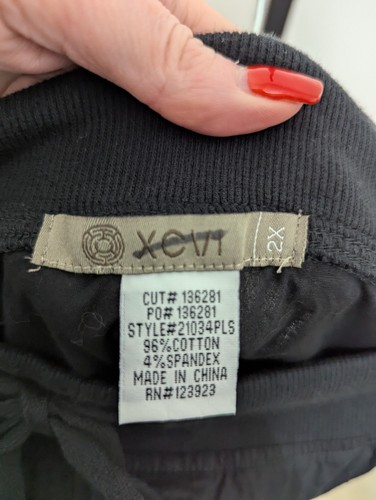 XCVI
2X
CUT# 136281
PO# 136281
STYLE#21034PLS
96%COTTON
4%SPANDEX
MADE IN CHINA
RN#123923